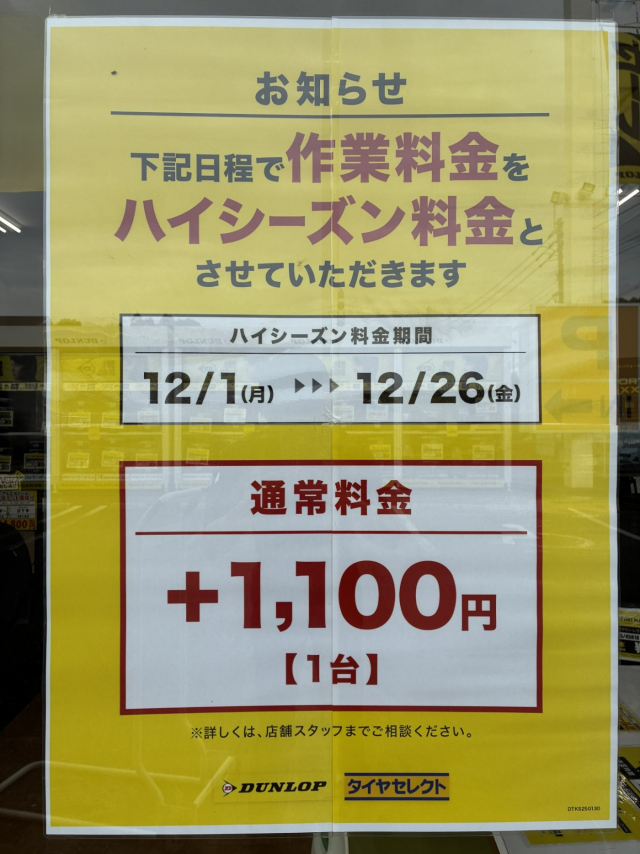 お知らせ
下記日程で作業料金を
ハイシーズン料金と
させていただきます
ハイシーズン料金期間
12/1(月) ▶▶▶ 12/26(金)
通常料金
+1,100円
【1台】
※詳しくは、店舗スタッフまでご相談ください。
DUNLOP タイヤセレクト
DTKS250130